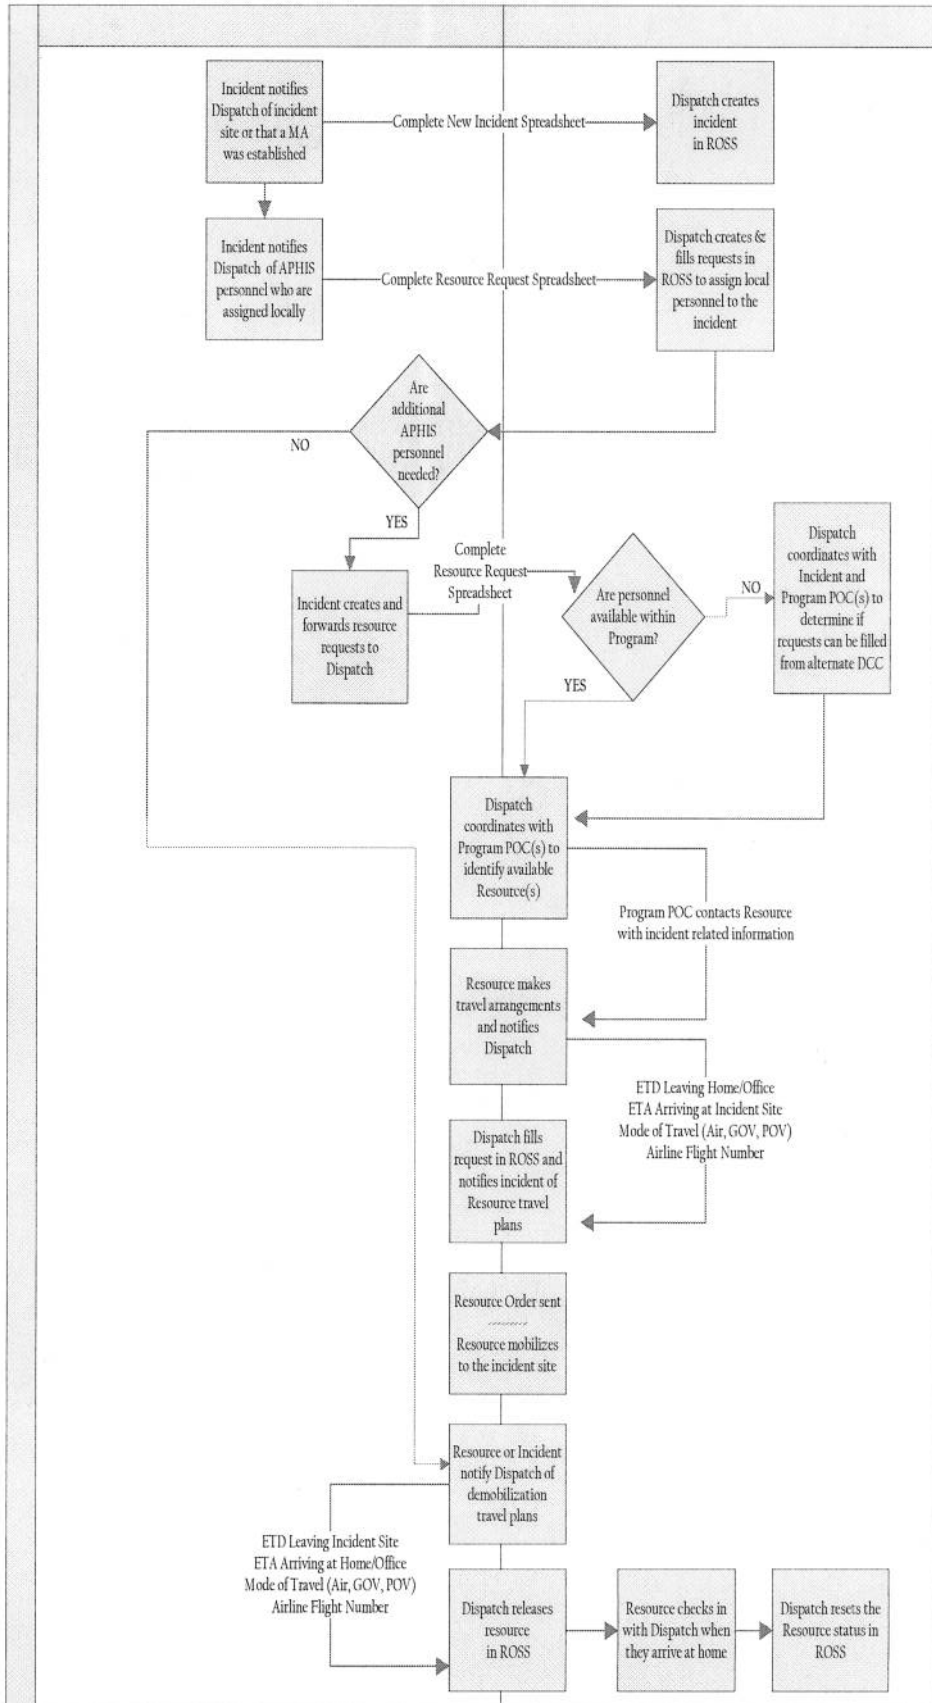 Incident notifies
Dispatch of incident
site or that a MA
was established
Complete New Incident Spreadsheet
Dispatch creates
incident
in ROSS
Incident notifies
Dispatch of APHIS
personnel who are
assigned locally
Complete Resource Request Spreadsheet
Dispatch creates &
fills requests in
ROSS to assign local
personnel to the
incident
Are
additional
APHIS
personnel
needed?
NO
YES
Incident creates and
forwards resource
requests to
Dispatch
Complete
Resource Request
Spreadsheet
Are personnel
available within
Program?
NO
YES
Dispatch
coordinates with
Incident and
Program POC(s) to
determine if
requests can be filled
from alternate DCC
Dispatch
coordinates with
Program POC(s) to
identify available
Resource(s)
Program POC contacts Resource
with incident related information
Resource makes
travel arrangements
and notifies
Dispatch
ETD Leaving Home/Office
ETA Arriving at Incident Site
Mode of Travel (Air, GOV, POV)
Airline Flight Number
Dispatch fills
request in ROSS and
notifies incident of
Resource travel
plans
Resource Order sent
Resource mobilizes
to the incident site
Resource or Incident
notify Dispatch of
demobilization
travel plans
ETD Leaving Incident Site
ETA Arriving at Home/Office
Mode of Travel (Air, GOV, POV)
Airline Flight Number
Dispatch releases
resource
in ROSS
Resource checks in
with Dispatch when
they arrive at home
Dispatch resets the
Resource status in
ROSS